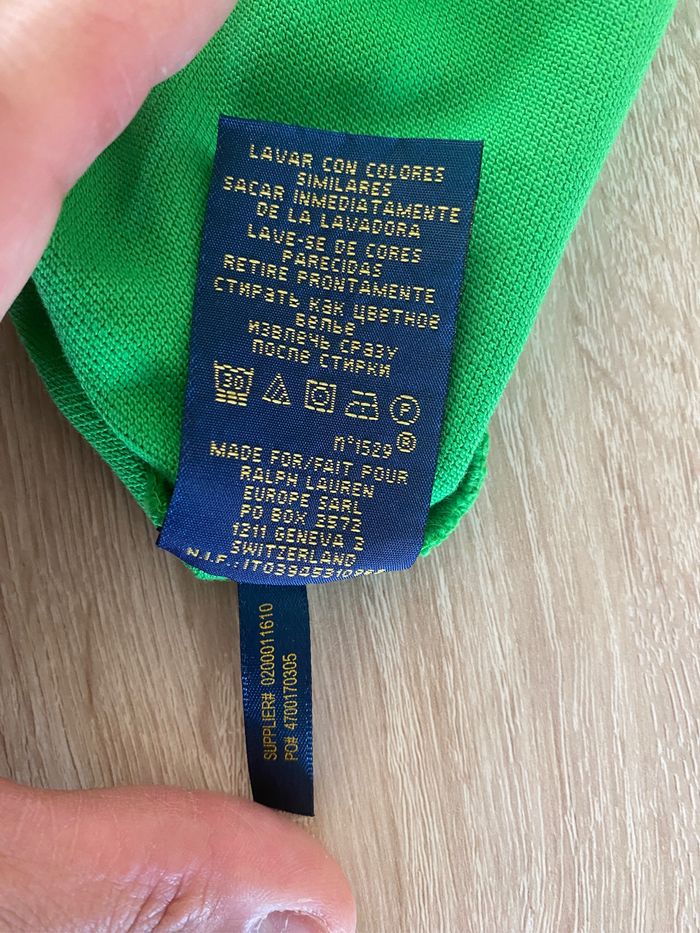 LAVAR CON COLORES
SIMILARES
SACAR INMEDIATAMENTE
DE LA LAVADORA
LAVE-SE DE CORES
PARECIDAS
RETIRE PRONTAMENTE
СТИРАТЬ КАК ЦВЕТНОЕ
БЕЛЬЕ
ИЗВЛЕЧЬ СРАЗУ
ПОСЛЕ СТИРКИ
30
P
n°1529®
MADE FOR/FAIT POUR
RALPH LAUREN
EUROPE SARL
PO BOX 2572
1211 GENEVA 2
SWITZERLAND
N.I.F.:
SUPPLIER# 0200011610
PO# 4700170305